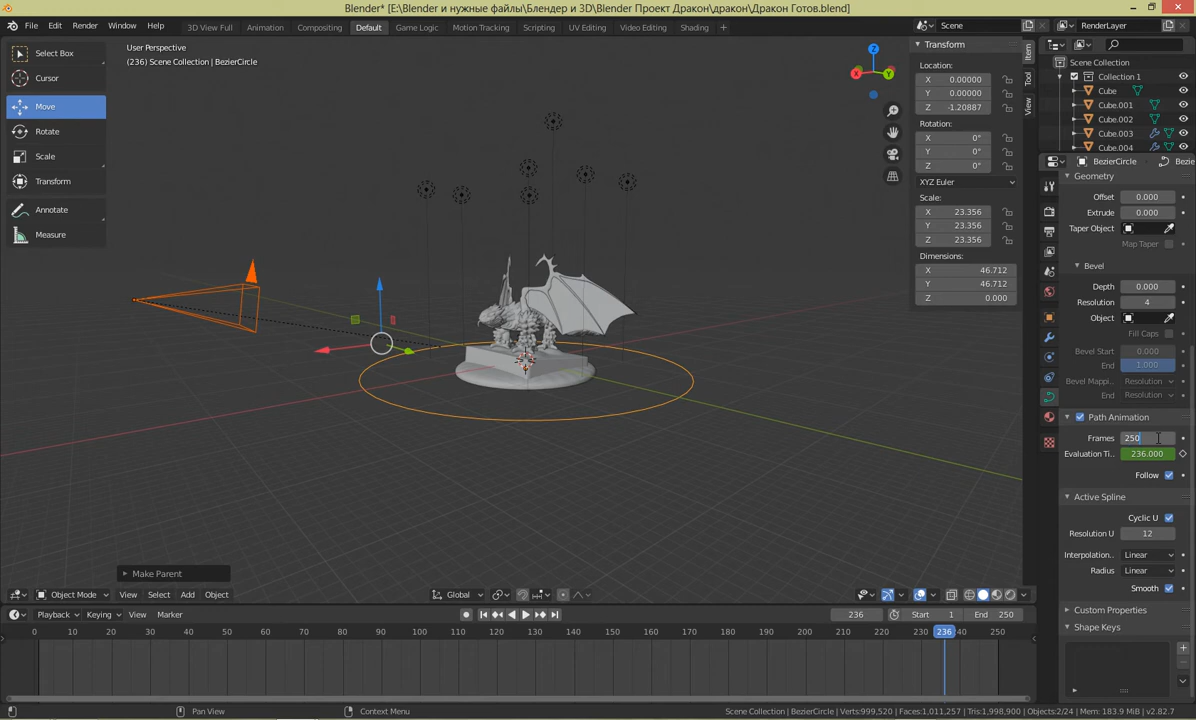 Blender* [E:\Blender и нужные файлы\Блендер и 3D\Blender Проект Дракон\дракон\Дракон Готов.blend]
File Edit Render Window Help 3D View Full Animation Compositing Default Game Logic Motion Tracking Scripting UV Editing Video Editing Shading Scene RenderLayer
Select Box
Cursor
Move
Rotate
Scale
Transform
Annotate
Measure
User Perspective
(236) Scene Collection | BezierCircle
Make Parent
Z
X
Y
Transform
Location:
X 0.00000
Y 0.00000
Z -1.20887
Rotation:
X 0°
Y 0°
Z 0°
XYZ Euler
Scale:
X 23.356
Y 23.356
Z 23.356
Dimensions:
X 46.712
Y 46.712
Z 0.000
Item
Tool
View
Scene Collection
Collection 1
Cube
Cube.001
Cube.002
Cube.003
Cube.004
BezierCircle Bezie
Geometry
Offset 0.000
Extrude 0.000
Taper Object
Map Taper
Bevel
Depth 0.000
Resolution 4
Object
Fill Caps
Bevel Start 0.000
End 1.000
Bevel Mappi.. Resolution
End Resolution
Path Animation
Frames 250
Evaluation Ti.. 236.000
Follow
Active Spline
Cyclic U
Resolution U 12
Interpolation.. Linear
Radius Linear
Smooth
Custom Properties
Shape Keys
Object Mode View Select Add Object Global
Playback Keying View Marker 236 Start 1 End 250
0 10 20 30 40 50 60 70 80 90 100 110 120 130 140 150 160 170 180 190 200 210 220 230 236 40 250
Pan View Context Menu Scene Collection | BezierCircle | Verts:999,520 | Faces:1,011,257 | Tris:1,998,900 | Objects:2/24 | Mem: 183.9 MiB | v2.82.7